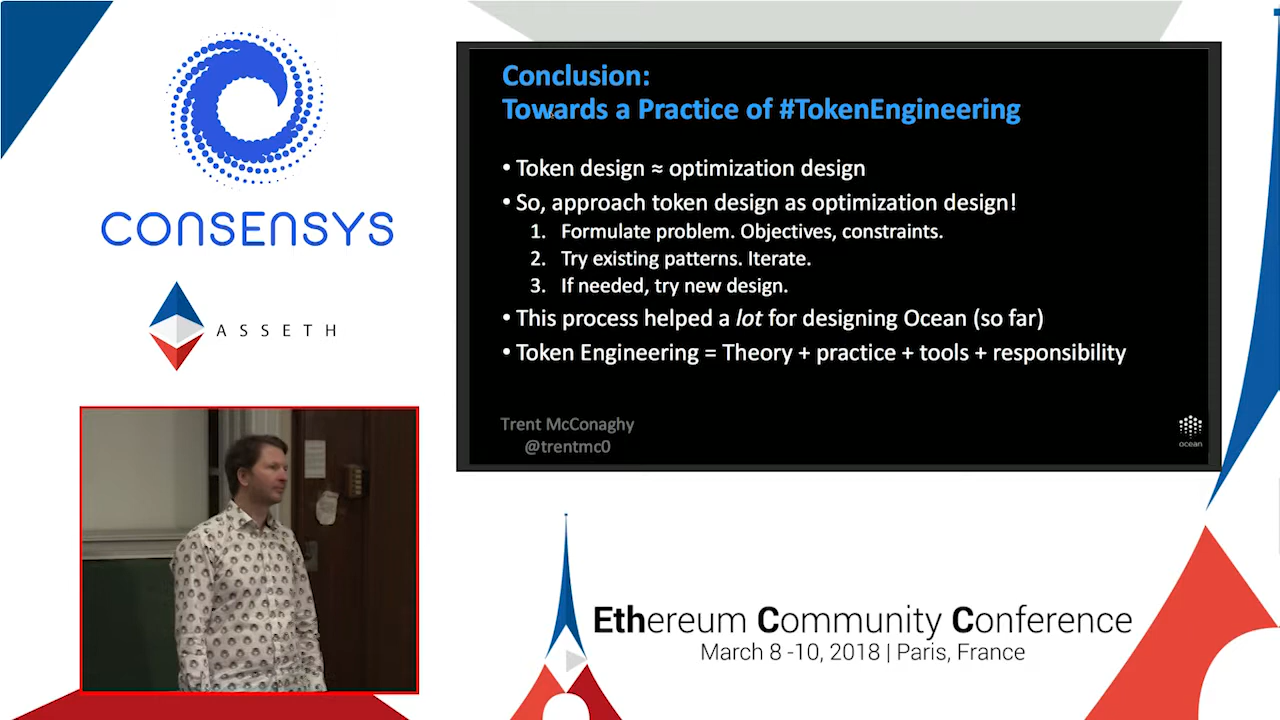 CONSENSYS
ASSETH
Conclusion:
Towards a Practice of #TokenEngineering
• Token design ≈ optimization design
• So, approach token design as optimization design!
1. Formulate problem. Objectives, constraints.
2. Try existing patterns. Iterate.
3. If needed, try new design.
• This process helped a lot for designing Ocean (so far)
• Token Engineering = Theory + practice + tools + responsibility
Trent McConaghy
@trentmc0
ocean
Ethereum Community Conference
March 8 -10, 2018 | Paris, France